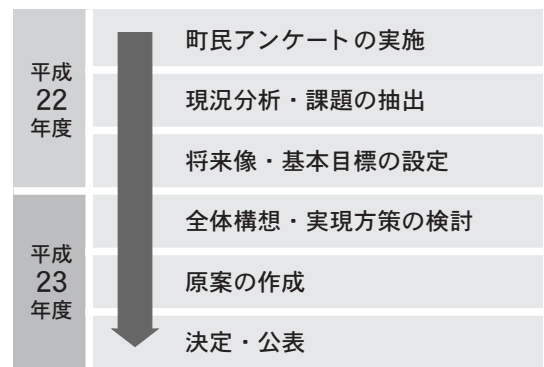 平成
22
年度
町民アンケートの実施
現況分析・課題の抽出
将来像・基本目標の設定
平成
23
年度
全体構想・実現方策の検討
原案の作成
決定・公表